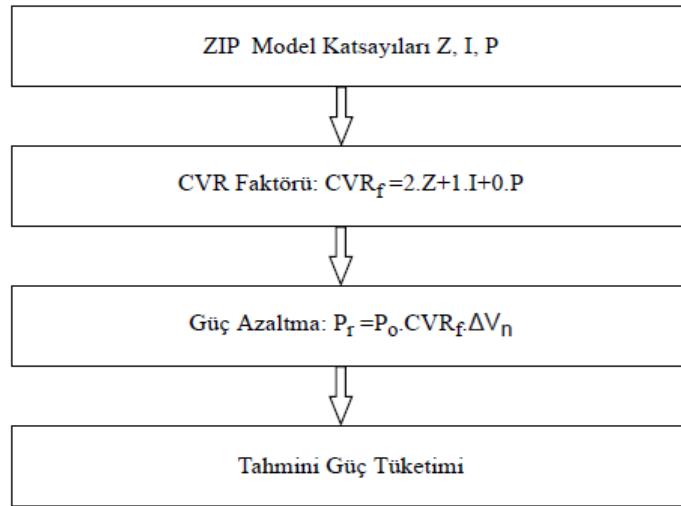 ZIP Model Katsayıları Z, I, P
CVR Faktörü: CVRf =2.Z+1.I+0.P
Güç Azaltma: Pr =Po.CVRf.ΔVn
Tahmini Güç Tüketimi